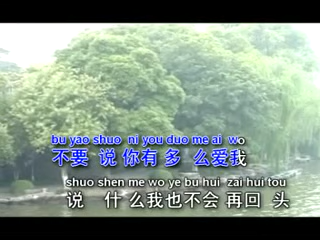 bu yao shuo ni you duo me ai wo
不要 说 你有 多 么爱我
shuo shen me wo ye bu hui zai hui tou
说 什 么我 也 不 会 再 回 头